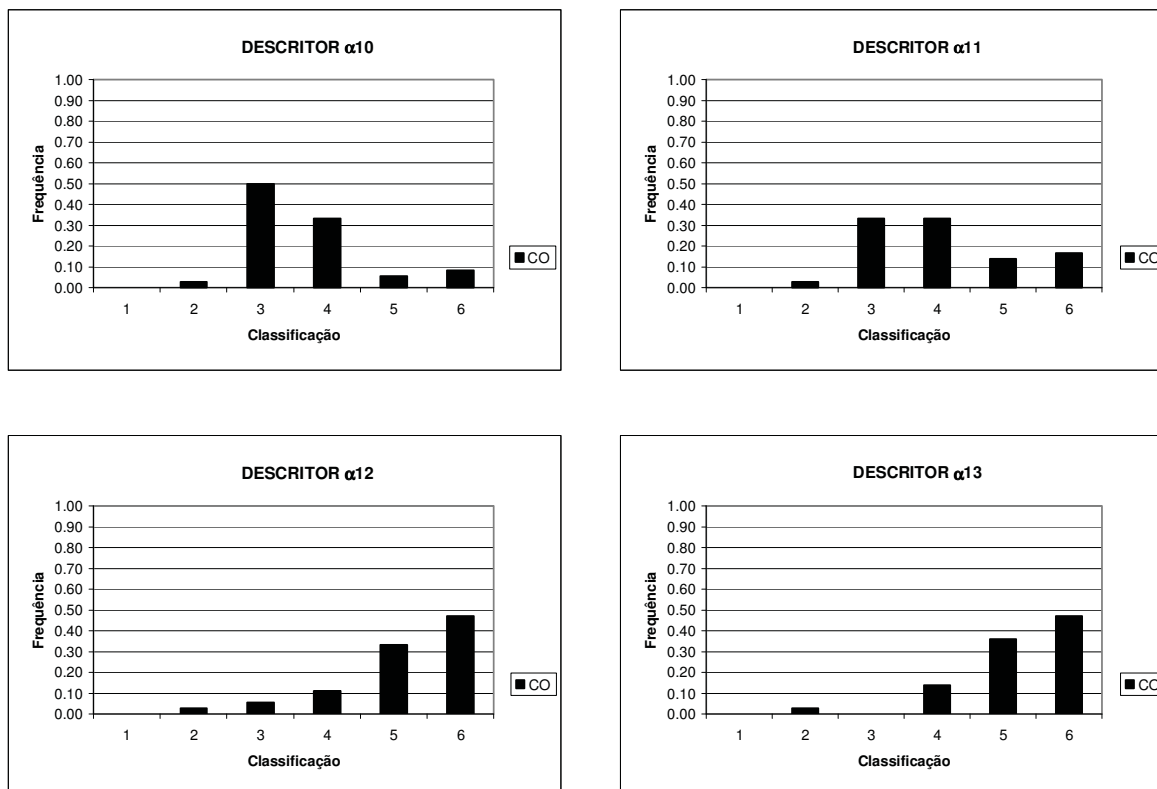 DESCRITOR α10
1.00
0.90
0.80
0.70
0.60
0.50
0.40
0.30
0.20
0.10
0.00
Frequência
1 2 3 4 5 6
Classificação
CO
DESCRITOR α11
1.00
0.90
0.80
0.70
0.60
0.50
0.40
0.30
0.20
0.10
0.00
Frequência
1 2 3 4 5 6
Classificação
CO
DESCRITOR α12
1.00
0.90
0.80
0.70
0.60
0.50
0.40
0.30
0.20
0.10
0.00
Frequência
1 2 3 4 5 6
Classificação
CO
DESCRITOR α13
1.00
0.90
0.80
0.70
0.60
0.50
0.40
0.30
0.20
0.10
0.00
Frequência
1 2 3 4 5 6
Classificação
CO